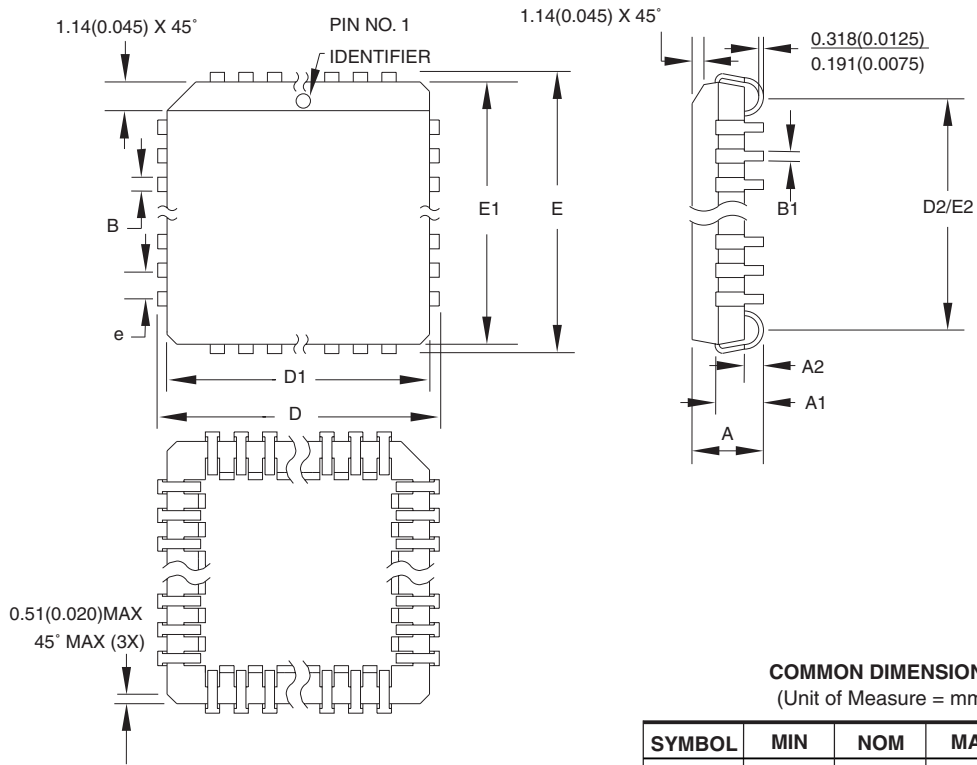 1.14(0.045) X 45˚
PIN NO. 1
IDENTIFIER
1.14(0.045) X 45˚
0.318(0.0125)
0.191(0.0075)
B
e
E1
E
B1
D2/E2
D1
D
A2
A1
A
0.51(0.020)MAX
45˚ MAX (3X)
COMMON DIMENSION
(Unit of Measure = mm
SYMBOL MIN NOM MA